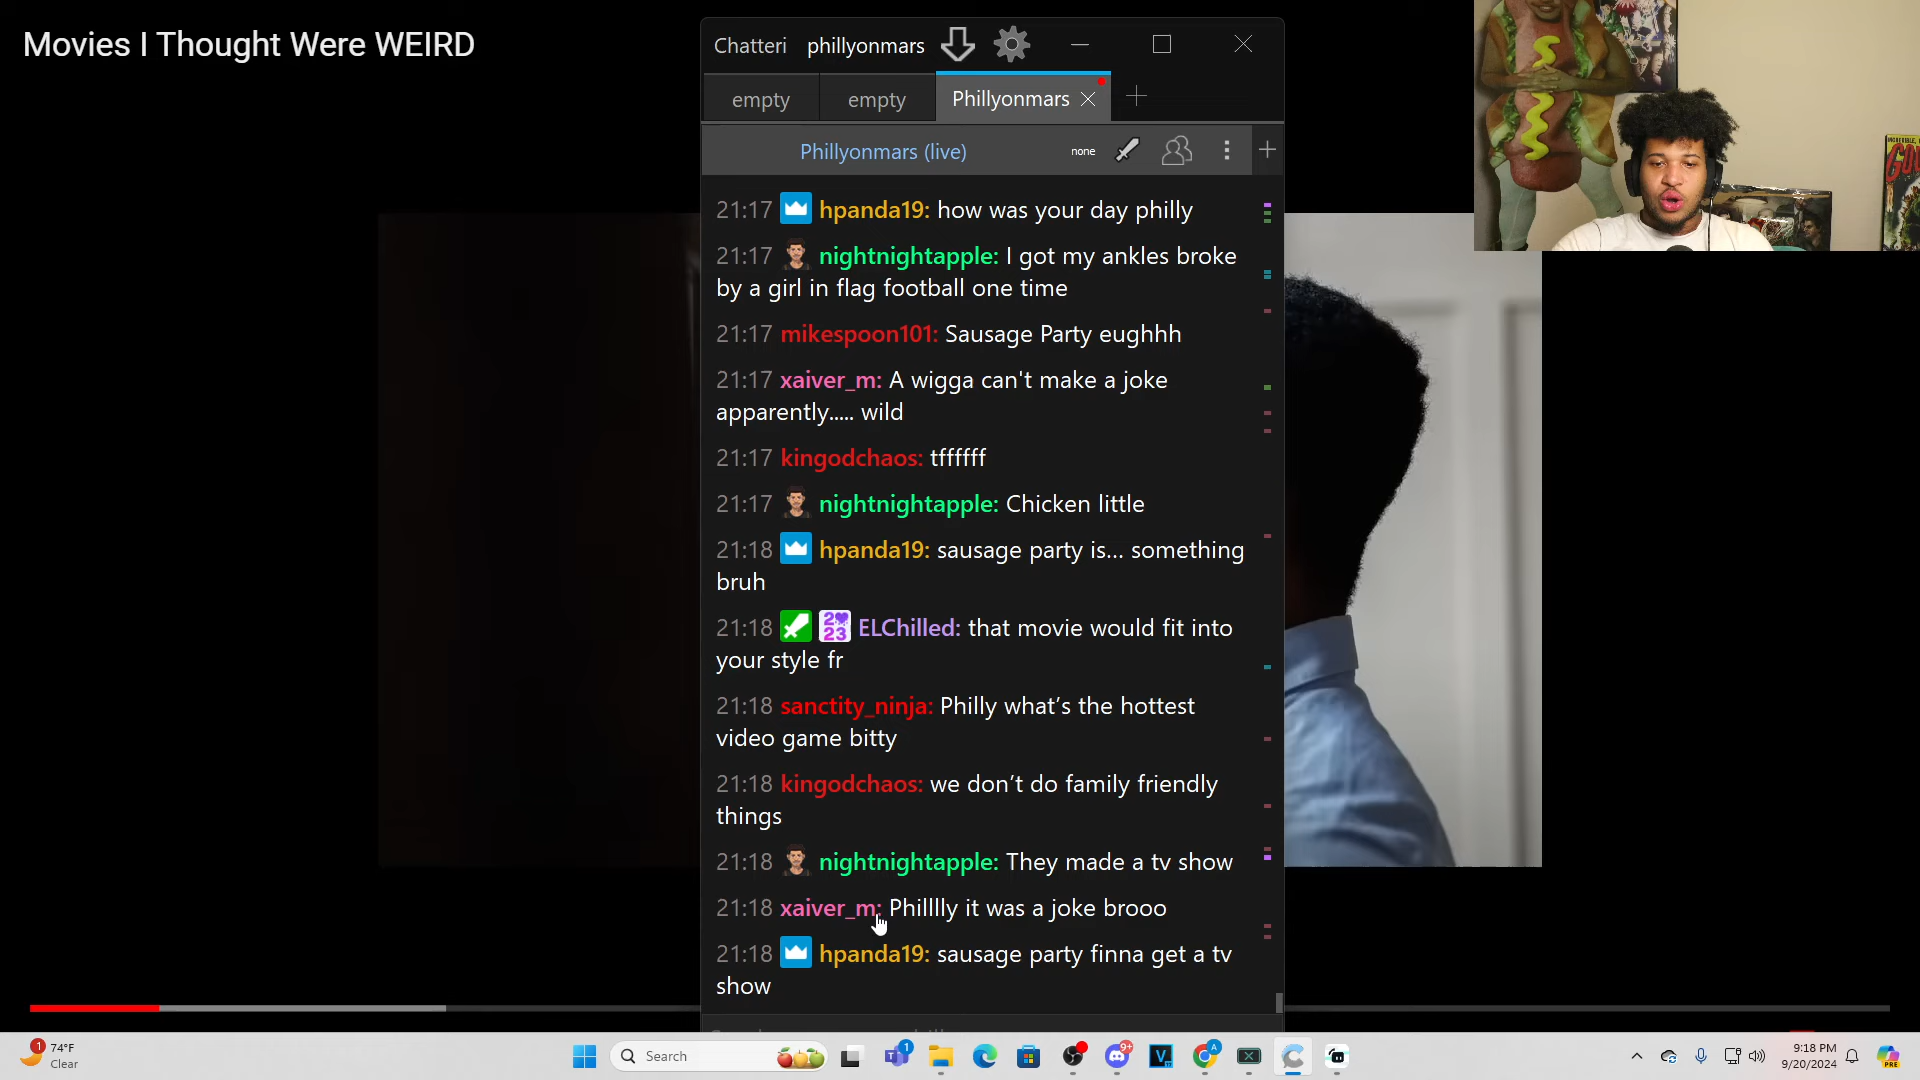 Movies I Thought Were WEIRD
Chatteri phillyonmars
empty empty Phillyonmars
Phillyonmars (live) none
21:17 hpanda19: how was your day philly
21:17 nightnightapple: I got my ankles broke
by a girl in flag football one time
21:17 mikespoon101: Sausage Party eughhh
21:17 xaiver_m: A wigga can't make a joke
apparently..... wild
21:17 kingodchaos: tffffff
21:17 nightnightapple: Chicken little
21:18 hpanda19: sausage party is... something
bruh
21:18 2023 ELChilled: that movie would fit into
your style fr
21:18 sanctity_ninja: Philly what’s the hottest
video game bitty
21:18 kingodchaos: we don’t do family friendly
things
21:18 nightnightapple: They made a tv show
21:18 xaiver_m: Philllly it was a joke brooo
21:18 hpanda19: sausage party finna get a tv
show
1 74°F
Clear
Search
1
9+
A
V
9:18 PM
9/20/2024
PRE